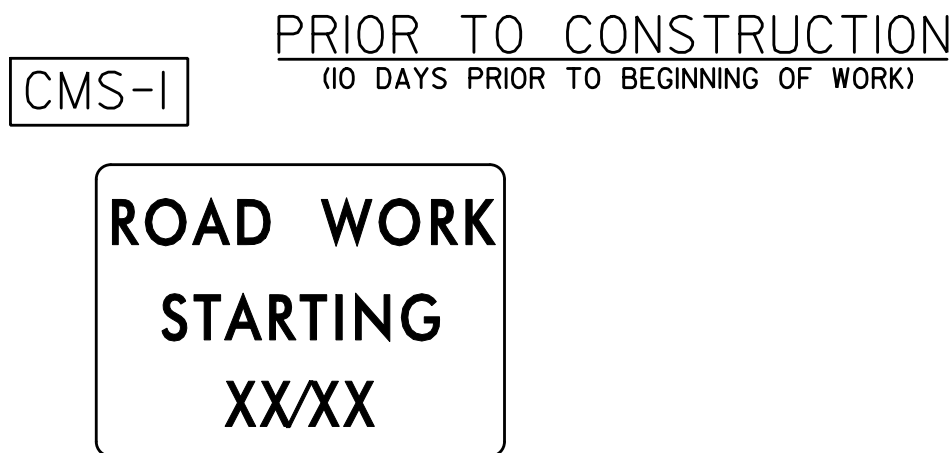 PRIOR TO CONSTRUCTION
(10 DAYS PRIOR TO BEGINNING OF WORK)
CMS-1
ROAD WORK
STARTING
XX/XX